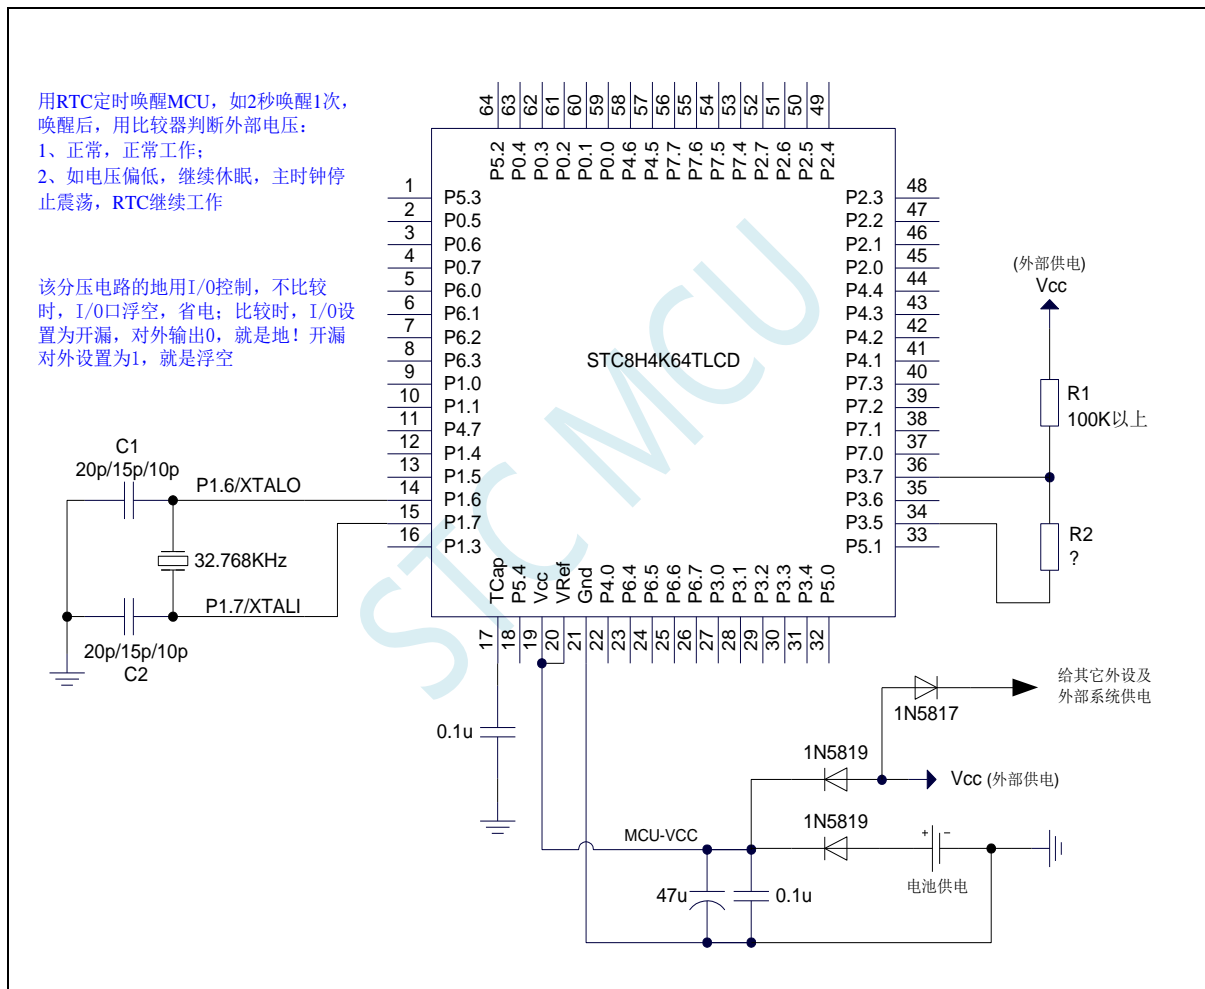 用RTC定时唤醒MCU，如2秒唤醒1次，
唤醒后，用比较器判断外部电压：
1、正常，正常工作；
2、如电压偏低，继续休眠，主时钟停
止震荡，RTC继续工作
该分压电路的地用I/O控制，不比较
时，I/O口浮空，省电；比较时，I/O设
置为开漏，对外输出0，就是地！开漏
对外设置为1，就是浮空
64 63 62 61 60 59 58 57 56 55 54 53 52 51 50 49
P5.2 P0.4 P0.3 P0.2 P0.1 P0.0 P4.6 P4.5 P7.7 P7.6 P7.5 P7.4 P2.7 P2.6 P2.5 P2.4
1 P5.3
2 P0.5
3 P0.6
4 P0.7
5 P6.0
6 P6.1
7 P6.2
8 P6.3
9 P1.0
10 P1.1
11 P4.7
12 P1.4
13 P1.5
14 P1.6
15 P1.7
16 P1.3
STC8H4K64TLCD
STC MCU
P2.3 48
P2.2 47
P2.1 46
P2.0 45
P4.4 44
P4.3 43
P4.2 42
P4.1 41
P7.3 40
P7.2 39
P7.1 38
P7.0 37
P3.7 36
P3.6 35
P3.5 34
P5.1 33
TCap P5.4 Vcc VRef Gnd P4.0 P6.4 P6.5 P6.6 P6.7 P3.0 P3.1 P3.2 P3.3 P3.4 P5.0
17 18 19 20 21 22 23 24 25 26 27 28 29 30 31 32
C1
20p/15p/10p
P1.6/XTALO
32.768KHz
P1.7/XTALI
20p/15p/10p
C2
(外部供电)
Vcc
R1
100K以上
R2
?
0.1u
给其它外设及
外部系统供电
1N5817
1N5819
Vcc (外部供电)
1N5819
MCU-VCC
+ -
电池供电
47u
0.1u